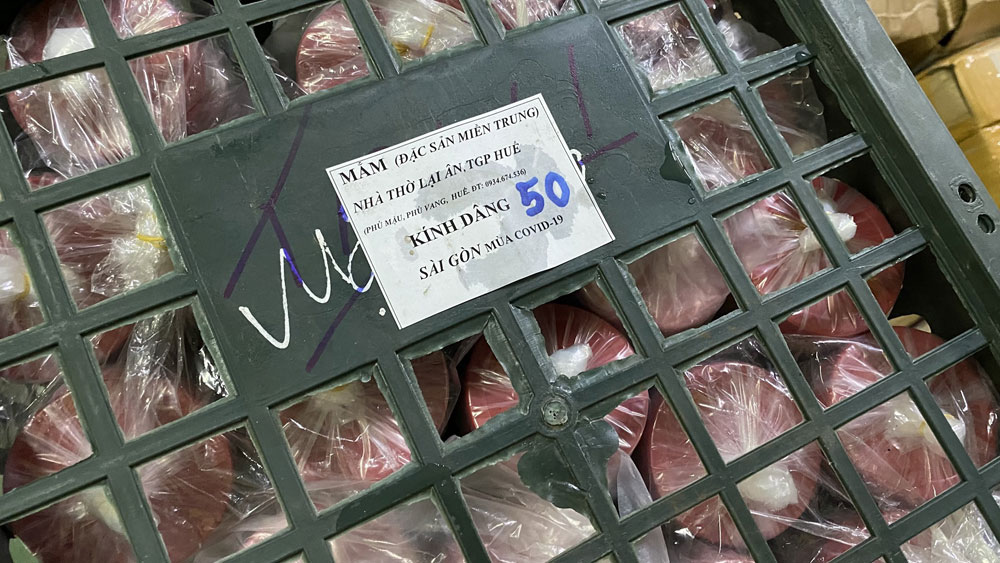 MẮM (ĐẶC SẢN MIỀN TRUNG)
NHÀ THỜ LẠI ÂN, TGP HUẾ
(PHÚ MẬU, PHÚ VANG, HUẾ. ĐT: 0934.674.536)
KÍNH DÂNG 50
SÀI GÒN MÙA COVID-19